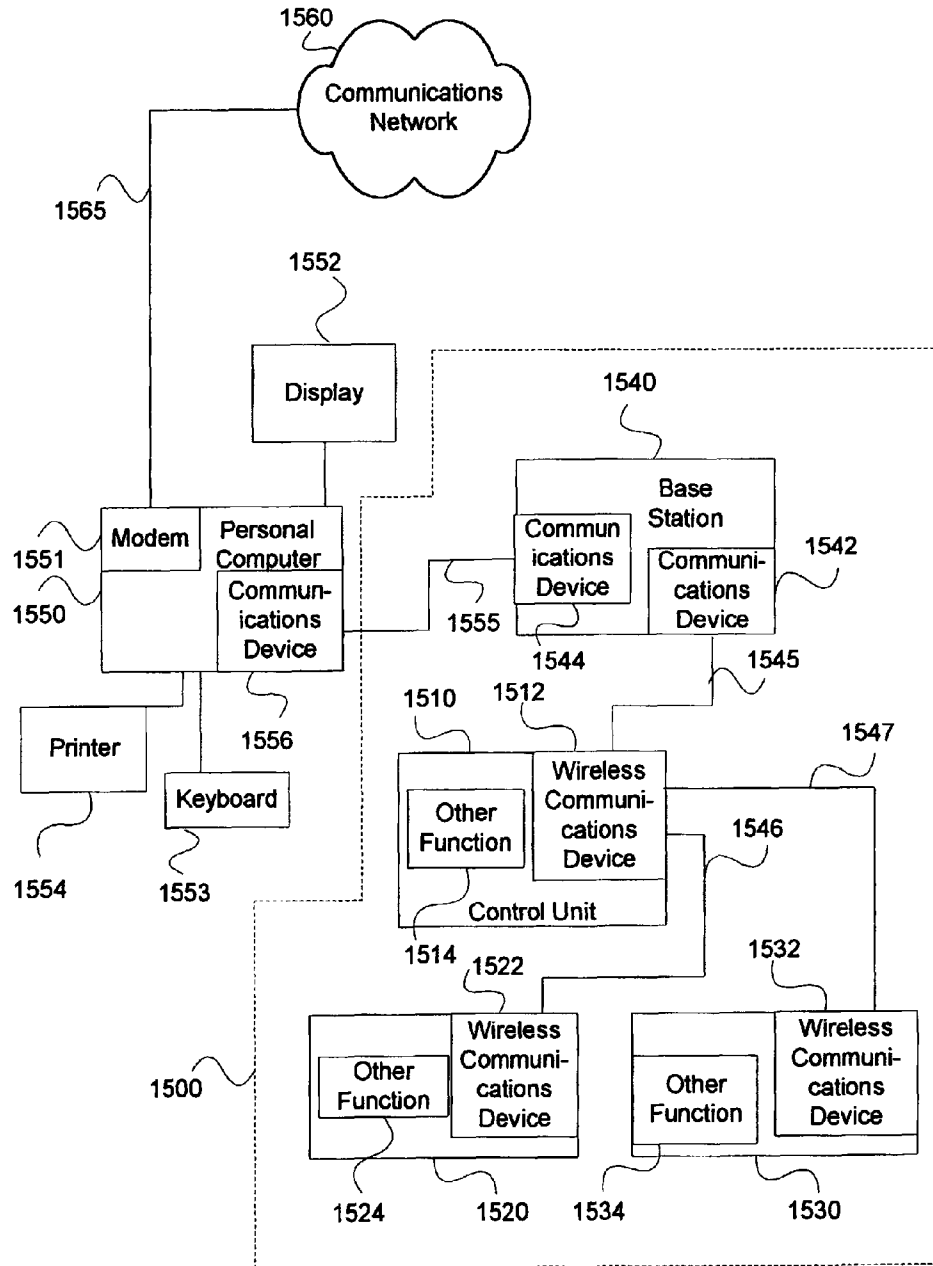 1560
Communications
Network
1565
1552
Display
1540
Base
Station
Commun
ications
Device
Communi-
cations
Device
1542
1551
Modem
Personal
Computer
1550
Commun-
ications
Device
1555
1544
1545
1510
1512
1556
Printer
Keyboard
1554
1553
Wireless
Communi-
cations
Device
Other
Function
Control Unit
1547
1546
1514
1522
1532
Wireless
Communi-
cations
Device
Other
Function
Wireless
Communi-
cations
Device
Other
Function
1500
1524
1520
1534
1530